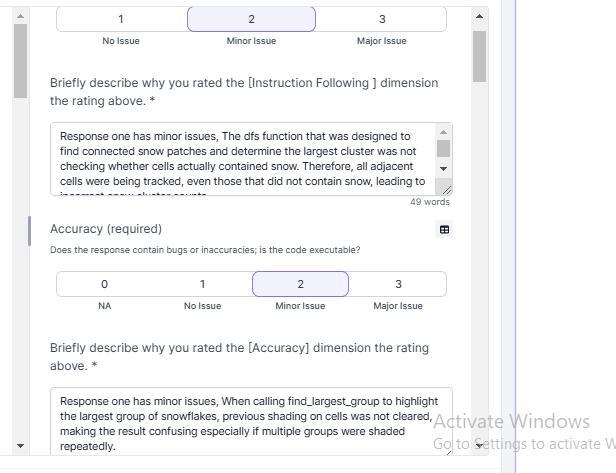 1 2 3
No Issue Minor Issue Major Issue
Briefly describe why you rated the [Instruction Following ] dimension
the rating above. *
Response one has minor issues, The dfs function that was designed to
find connected snow patches and determine the largest cluster was not
checking whether cells actually contained snow. Therefore, all adjacent
cells were being tracked, even those that did not contain snow, leading to
incorrect snow cluster counts.
49 words
Accuracy (required)
Does the response contain bugs or inaccuracies; is the code executable?
0 1 2 3
NA No Issue Minor Issue Major Issue
Briefly describe why you rated the [Accuracy] dimension the rating
above. *
Response one has minor issues, When calling find_largest_group to highlight
the largest group of snowflakes, previous shading on cells was not cleared,
making the result confusing especially if multiple groups were shaded
repeatedly.
Activate Windows
Go to Settings to activate W